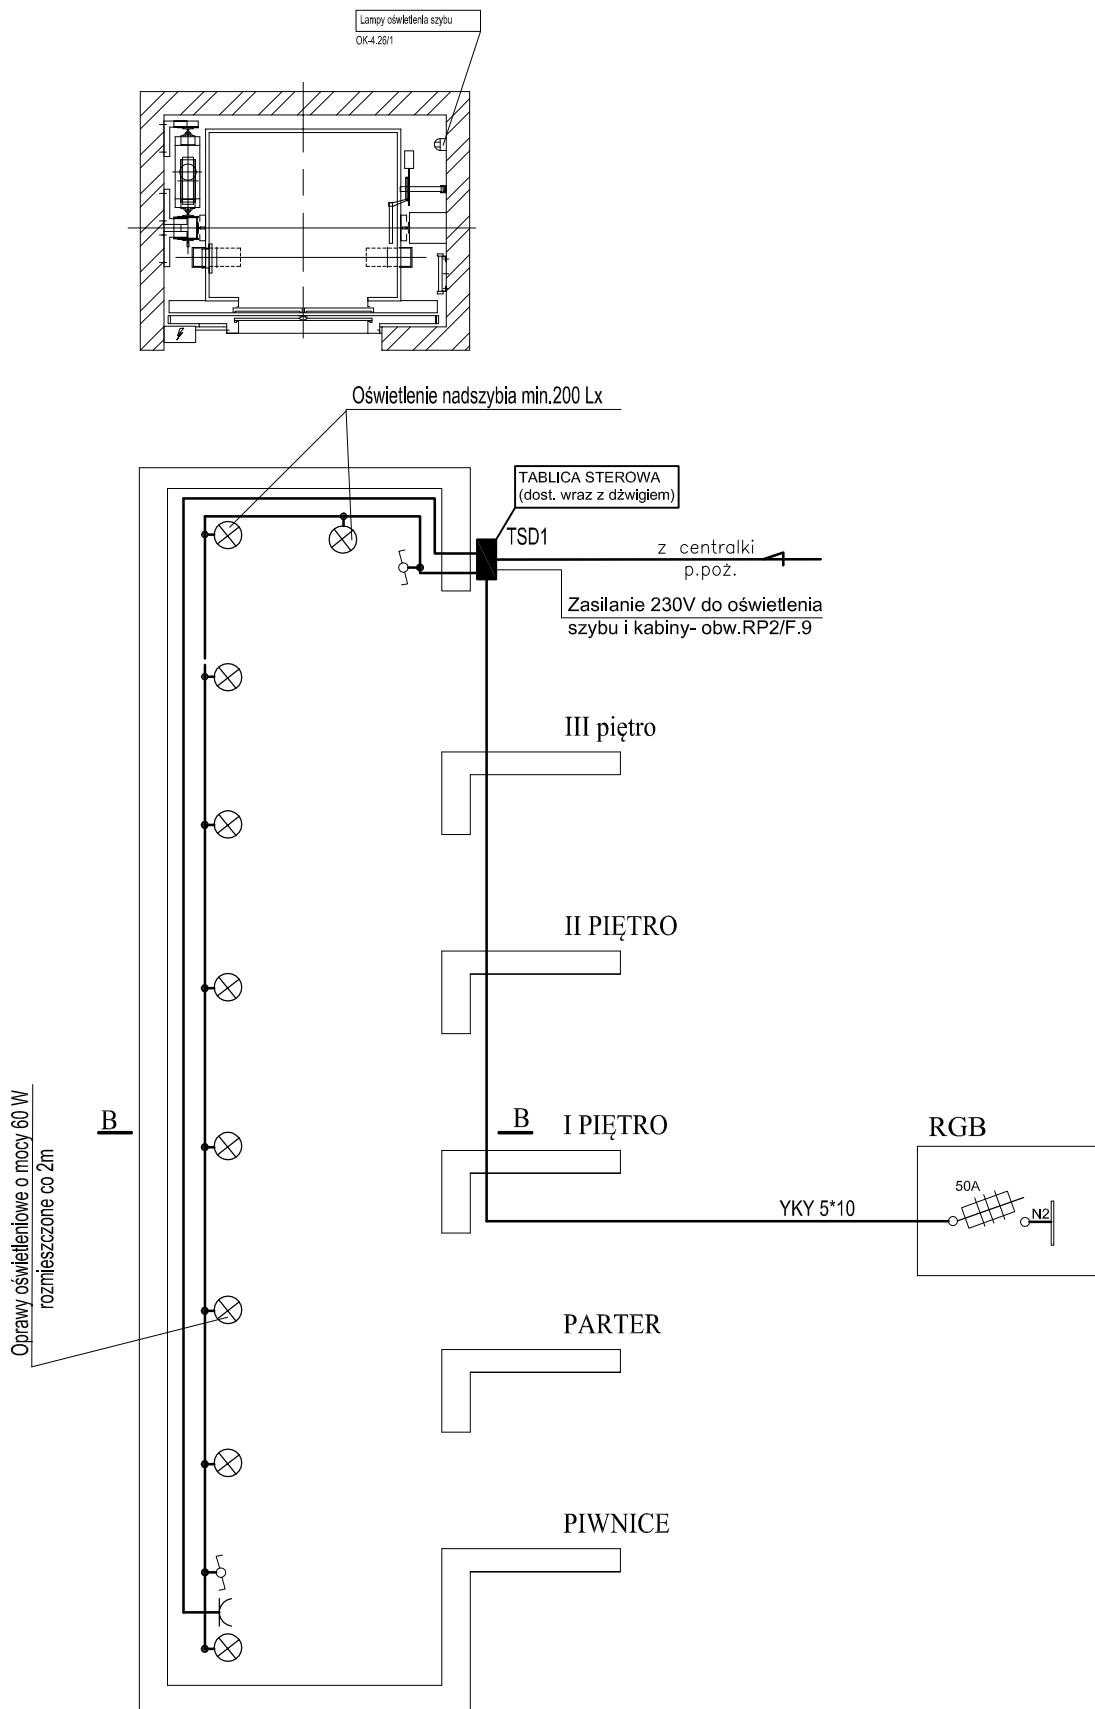 Lampy oświetlenia szybu
OK-4.26/1
Oświetlenie nadszybia min.200 Lx
TABLICA STEROWA
(dost. wraz z dźwigiem)
TSD1
z centralki
p.poż.
Zasilanie 230V do oświetlenia
szybu i kabiny- obw.RP2/F.9
III piętro
II PIĘTRO
B
B
I PIĘTRO
RGB
50A
N2
YKY 5*10
Oprawy oświetleniowe o mocy 60 W
rozmieszczone co 2m
PARTER
PIWNICE